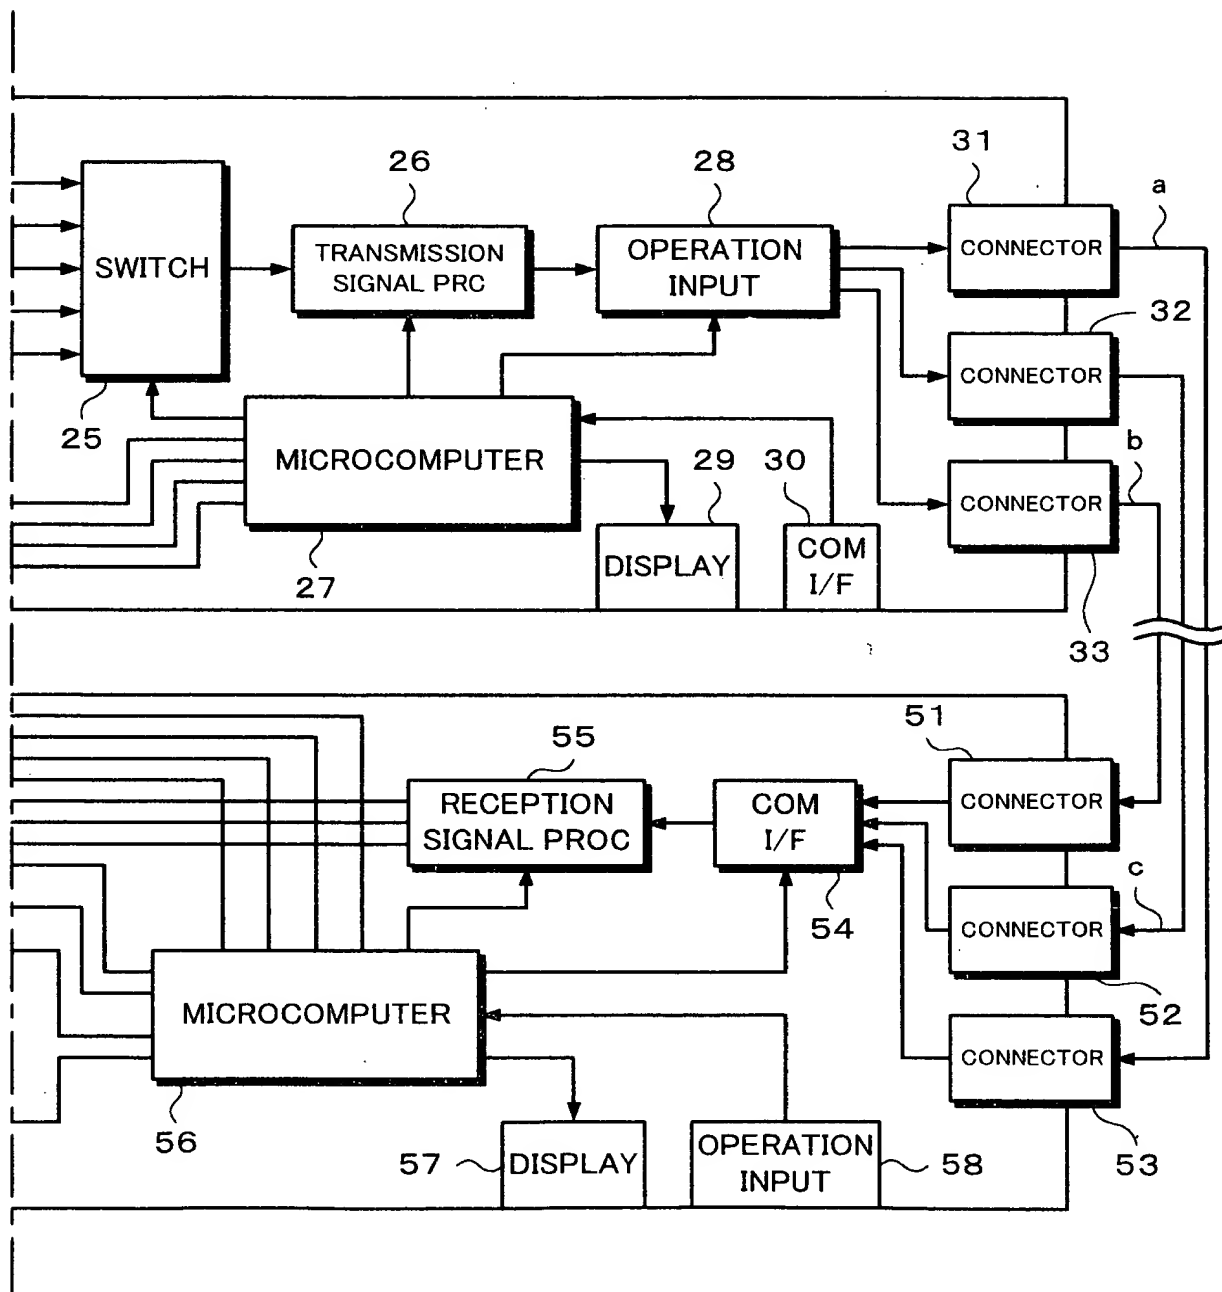 31
a
26
28
CONNECTOR
SWITCH
TRANSMISSION
SIGNAL PRC
OPERATION
INPUT
32
CONNECTOR
25
b
MICROCOMPUTER
29
30
CONNECTOR
DISPLAY
COM
I/F
27
33
51
55
RECEPTION
SIGNAL PROC
COM
I/F
CONNECTOR
c
54
CONNECTOR
MICROCOMPUTER
52
CONNECTOR
56
57
DISPLAY
OPERATION
INPUT
58
53